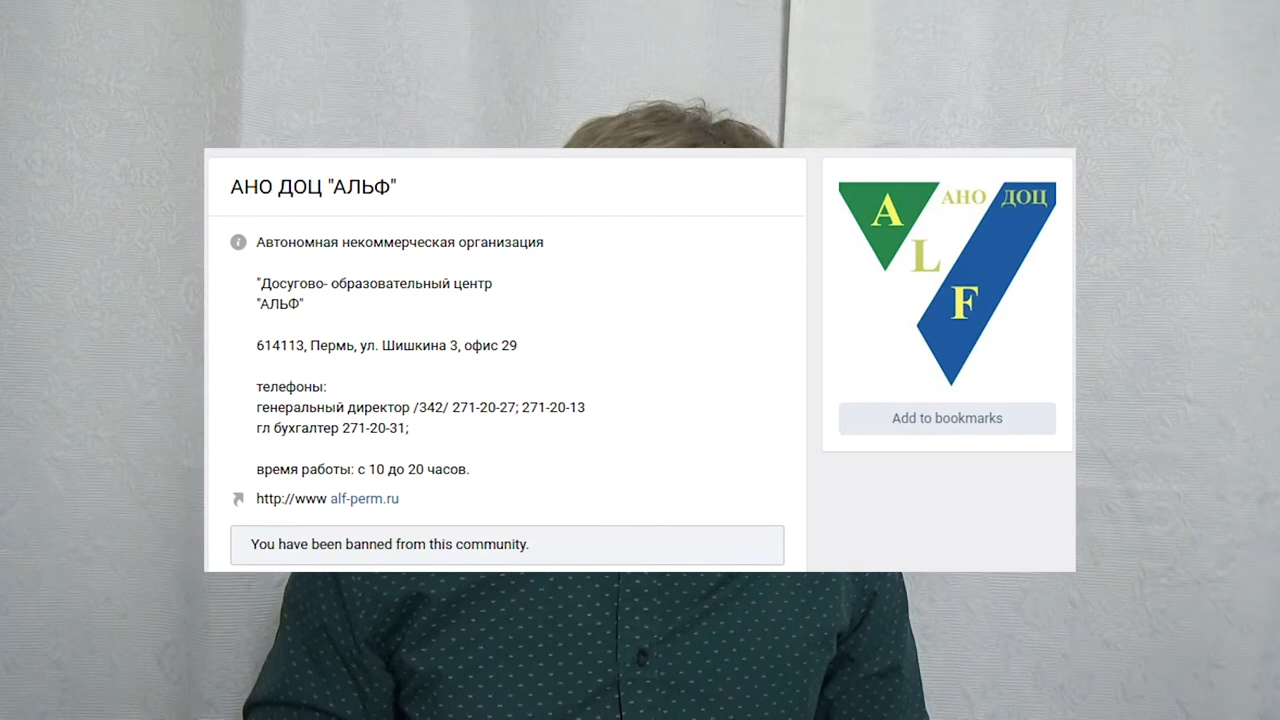 АНО ДОЦ "АЛЬФ"
Автономная некоммерческая организация
"Досугово- образовательный центр
"АЛЬФ"
614113, Пермь, ул. Шишкина 3, офис 29
телефоны:
генеральный директор /342/ 271-20-27; 271-20-13
гл бухгалтер 271-20-31;
время работы: с 10 до 20 часов.
http://www alf-perm.ru
You have been banned from this community.
А АНО ДОЦ
L
F
Add to bookmarks